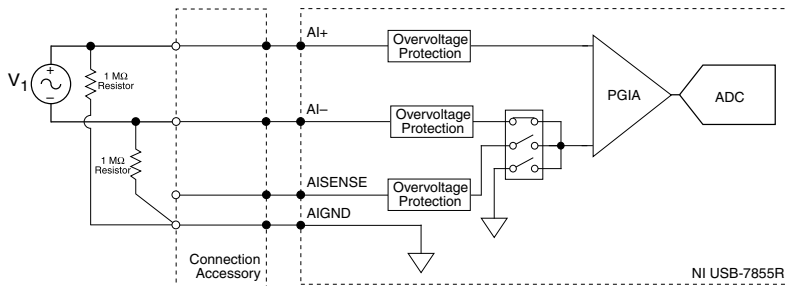 AI+
Overvoltage
Protection
V1
+
−
1 MΩ
Resistor
PGIA
ADC
AI–
Overvoltage
Protection
1 MΩ
Resistor
AISENSE
Overvoltage
Protection
AIGND
Connection
Accessory
NI USB-7855R